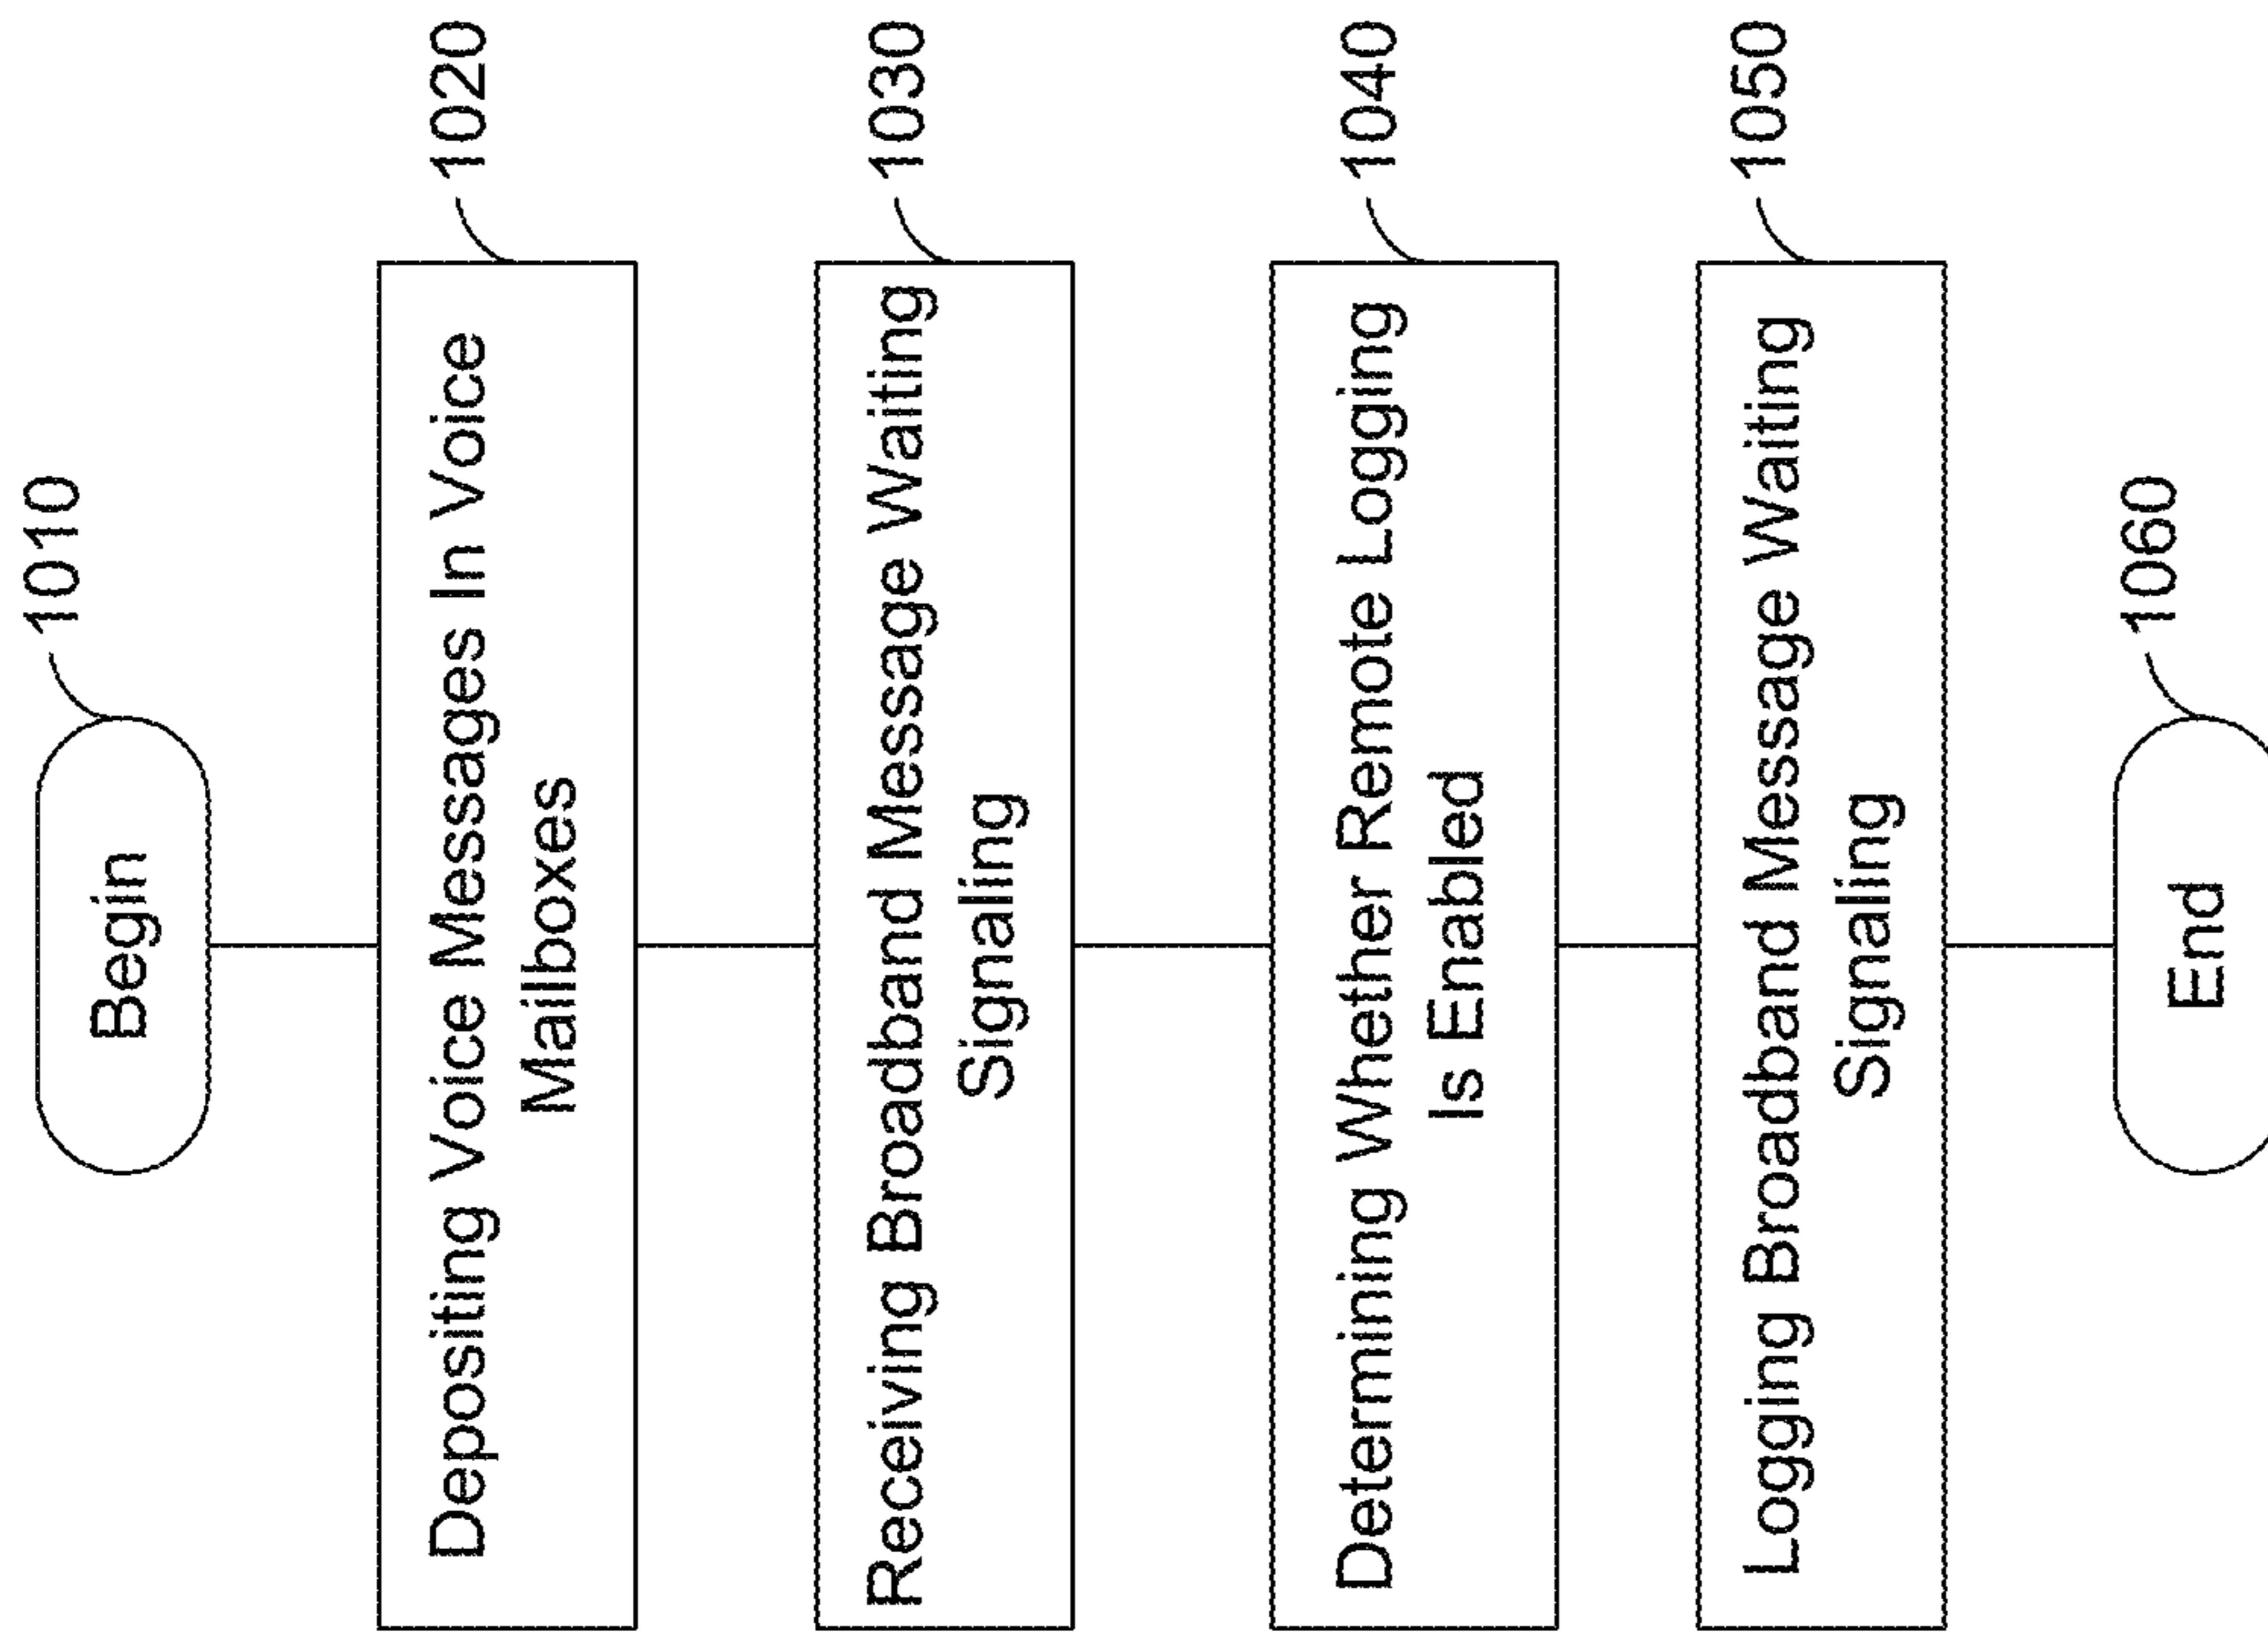 Begin
1010
Depositing Voice Messages In Voice
Mailboxes
1020
Receiving Broadband Message Waiting
Signaling
1030
Determining Whether Remote Logging
Is Enabled
1040
Logging Broadband Message Waiting
Signaling
1050
End
1060